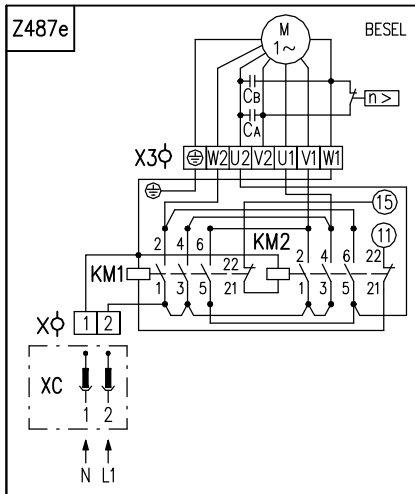 Z487e
BESEL
M
1~
CB
CA
n>
X3
W2 U2 V2 U1 V1 W1
15
11
2 4 6
KM2
22
KM1
22
2 4 6
21
1 3 5
1 3 5
21
X
1 2
XC
1 2
N L1